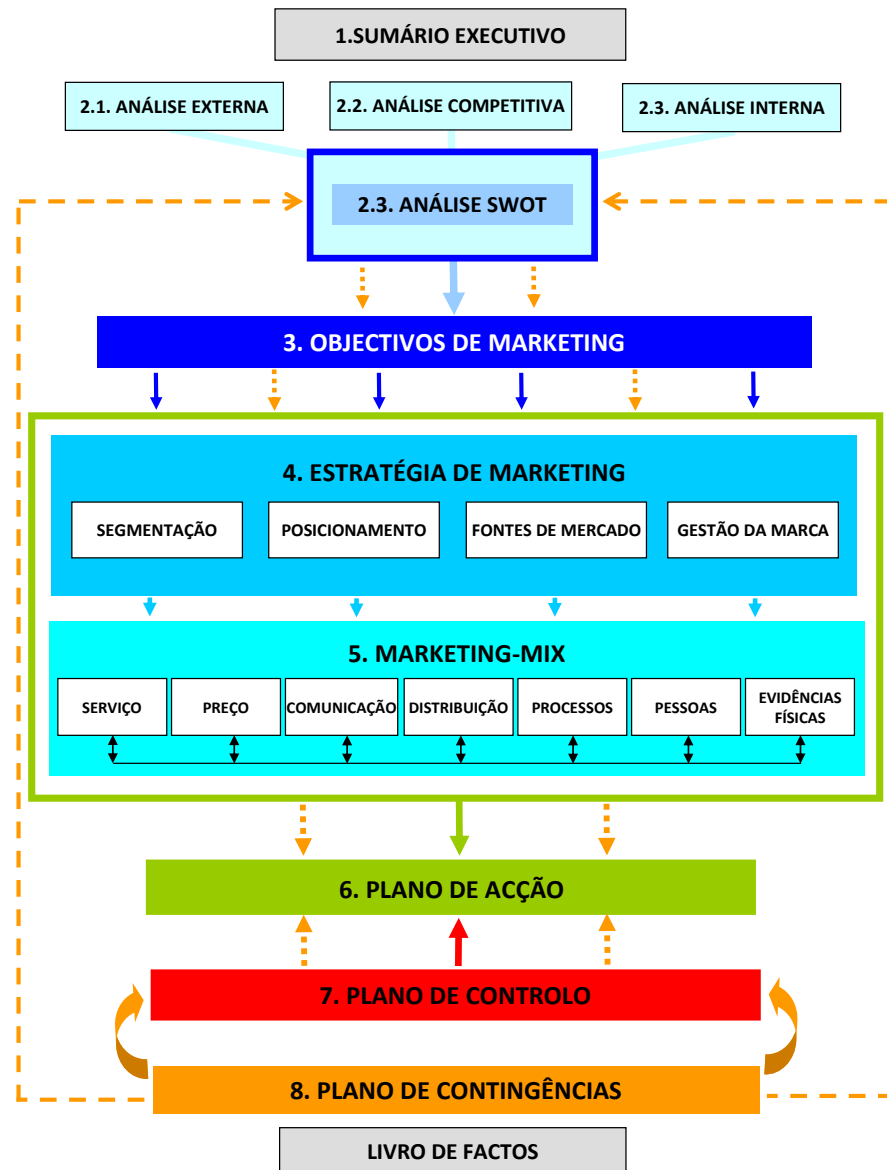 1.SUMÁRIO EXECUTIVO
2.1. ANÁLISE EXTERNA
2.2. ANÁLISE COMPETITIVA
2.3. ANÁLISE INTERNA
2.3. ANÁLISE SWOT
3. OBJECTIVOS DE MARKETING
4. ESTRATÉGIA DE MARKETING
SEGMENTAÇÃO
POSICIONAMENTO
FONTES DE MERCADO
GESTÃO DA MARCA
5. MARKETING-MIX
SERVIÇO
PREÇO
COMUNICAÇÃO
DISTRIBUIÇÃO
PROCESSOS
PESSOAS
EVIDÊNCIAS
FÍSICAS
6. PLANO DE ACÇÃO
7. PLANO DE CONTROLO
8. PLANO DE CONTINGÊNCIAS
LIVRO DE FACTOS